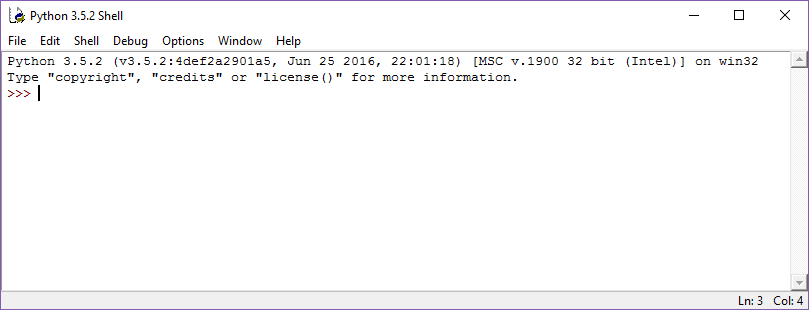 Python 3.5.2 Shell
File Edit Shell Debug Options Window Help
Python 3.5.2 (v3.5.2:4def2a2901a5, Jun 25 2016, 22:01:18) [MSC v.1900 32 bit (Intel)] on win32
Type "copyright", "credits" or "license()" for more information.
>>>
Ln: 3 Col: 4